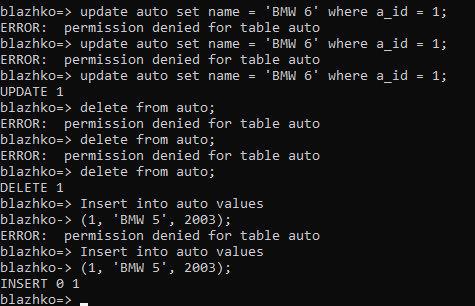 blazhko=> update auto set name = 'BMW 6' where a_id = 1;
ERROR:  permission denied for table auto
blazhko=> update auto set name = 'BMW 6' where a_id = 1;
ERROR:  permission denied for table auto
blazhko=> update auto set name = 'BMW 6' where a_id = 1;
UPDATE 1
blazhko=> delete from auto;
ERROR:  permission denied for table auto
blazhko=> delete from auto;
ERROR:  permission denied for table auto
blazhko=> delete from auto;
DELETE 1
blazhko=> Insert into auto values
blazhko-> (1, 'BMW 5', 2003);
ERROR:  permission denied for table auto
blazhko=> Insert into auto values
blazhko-> (1, 'BMW 5', 2003);
INSERT 0 1
blazhko=>